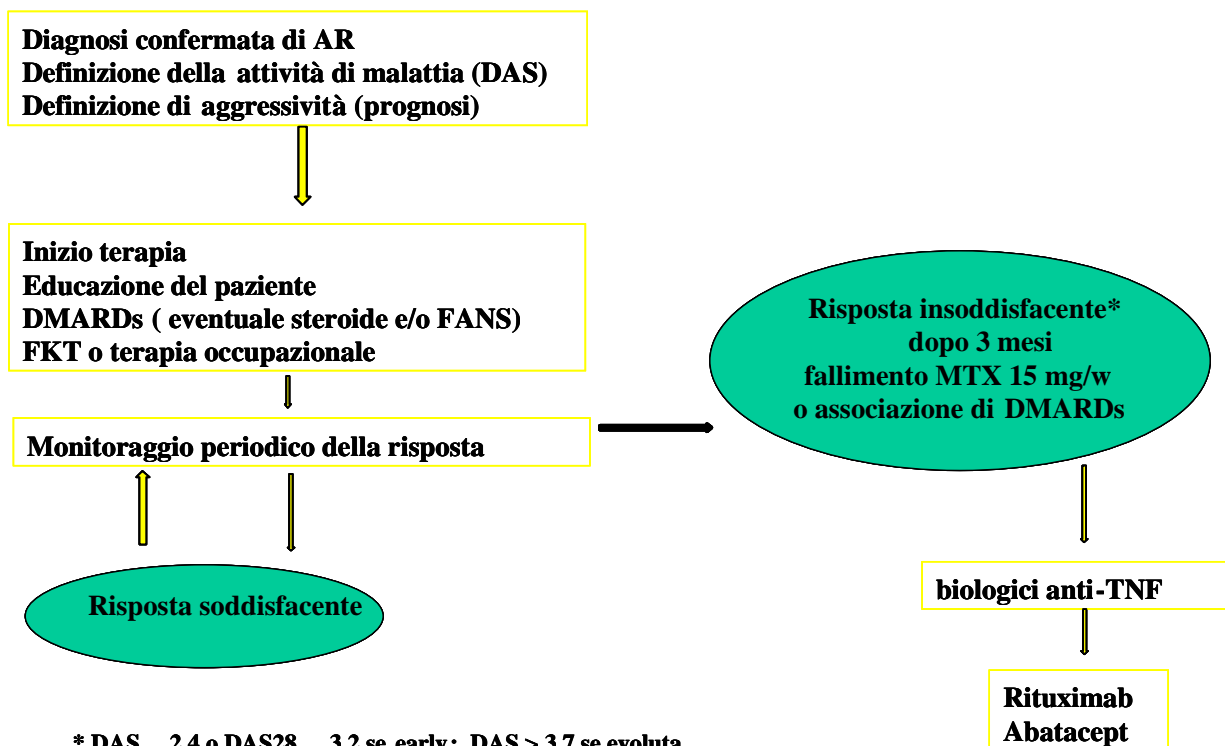 Diagnosi confermata di AR
Definizione della attività di malattia (DAS)
Definizione di aggressività (prognosi)
Inizio terapia
Educazione del paziente
DMARDs ( eventuale steroide e/o FANS)
FKT o terapia occupazionale
Monitoraggio periodico della risposta
Risposta soddisfacente
Risposta insoddisfacente*
dopo 3 mesi
fallimento MTX 15 mg/w
o associazione di DMARDs
biologici anti-TNF
Rituximab
Abatacept
* DAS 2.4 o DAS28 3.2 se early; DAS > 3.7 se evoluta